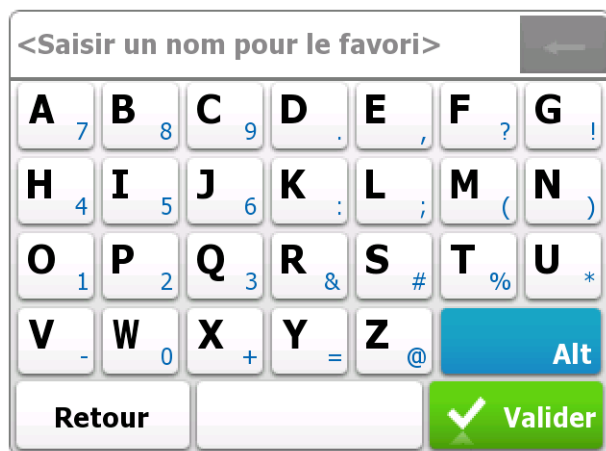 <Saisir un nom pour le favori>
A 7 B 8 C 9 D . E , F ? G !
H 4 I 5 J 6 K : L ; M ( N )
O 1 P 2 Q 3 R & S # T % U *
V - W 0 X + Y = Z @ Alt
Retour Valider